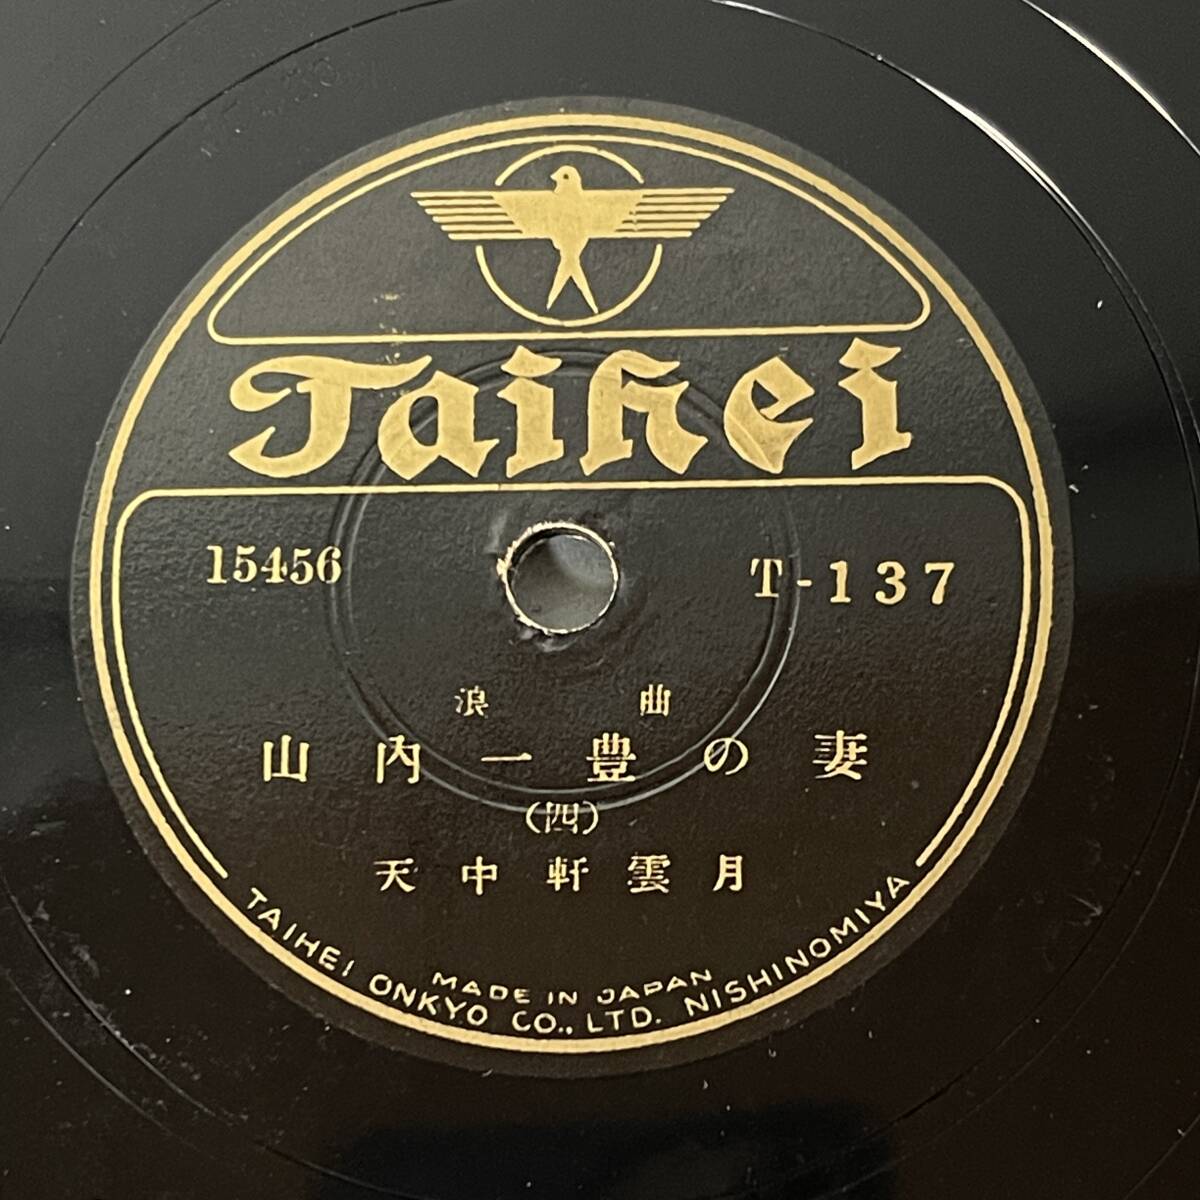 Taihei
15456
T-137
浪曲
山内一豊の妻
(四)
天中軒雲月
MADE IN JAPAN
TAIHEI ONKYO CO., LTD. NISHINOMIYA